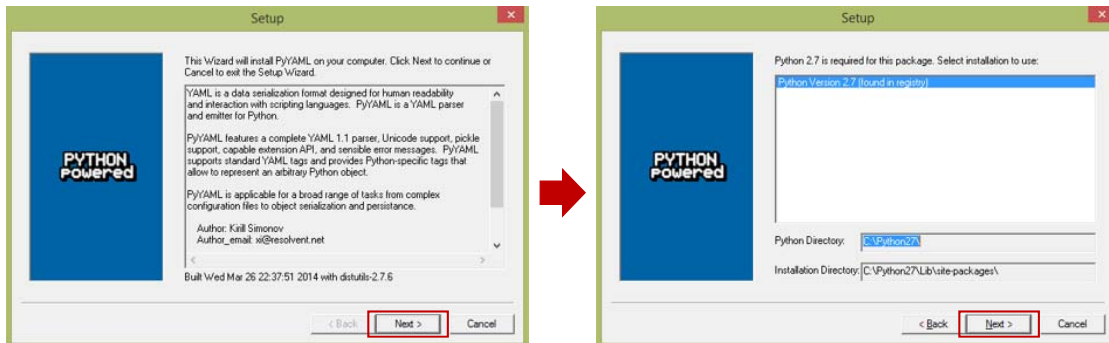 Setup
This Wizard will install PyYAML on your computer. Click Next to continue or
Cancel to exit the Setup Wizard.
YAML is a data serialization format designed for human readability
and interaction with scripting languages. PyYAML is a YAML parser
and emitter for Python.
PyYAML features a complete YAML 1.1 parser, Unicode support, pickle
support, capable extension API, and sensible error messages. PyYAML
supports standard YAML tags and provides Python-specific tags that
allow to represent an arbitrary Python object.
PyYAML is applicable for a broad range of tasks from complex
configuration files to object serialization and persistance.
Author: Kirill Simonov
Author_email: xi@resolvent.net
Built Wed Mar 26 22:37:51 2014 with distutils-2.7.6
PYTHON
Powered
< Back
Next >
Cancel
Setup
Python 2.7 is required for this package. Select installation to use:
Python Version 2.7 (found in registry)
PYTHON
Powered
Python Directory: C:\Python27\
Installation Directory: C:\Python27\Lib\site-packages\
< Back
Next >
Cancel